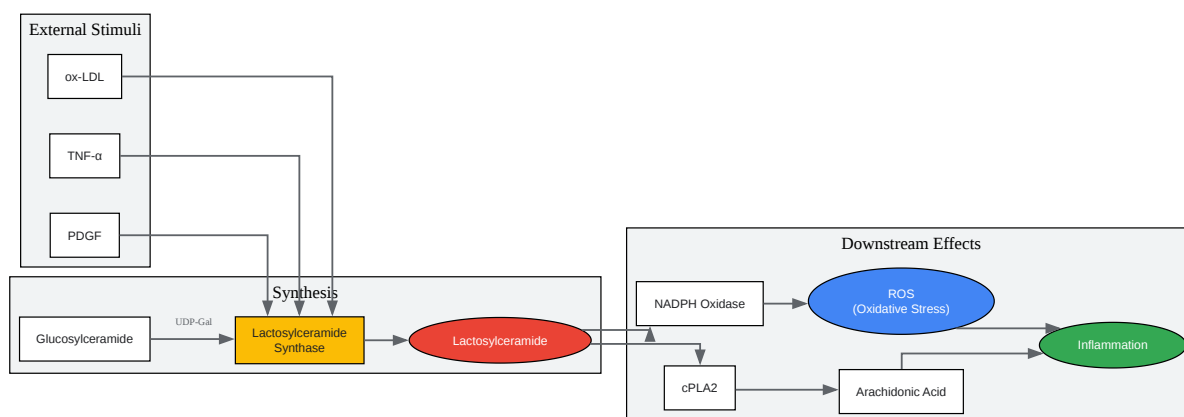 External Stimuli
ox-LDL
TNF-α
PDGF
Synthesis
Glucosylceramide
UDP-Gal
Lactosylceramide
Synthase
Lactosylceramide
Downstream Effects
NADPH Oxidase
ROS
(Oxidative Stress)
Inflammation
cPLA2
Arachidonic Acid